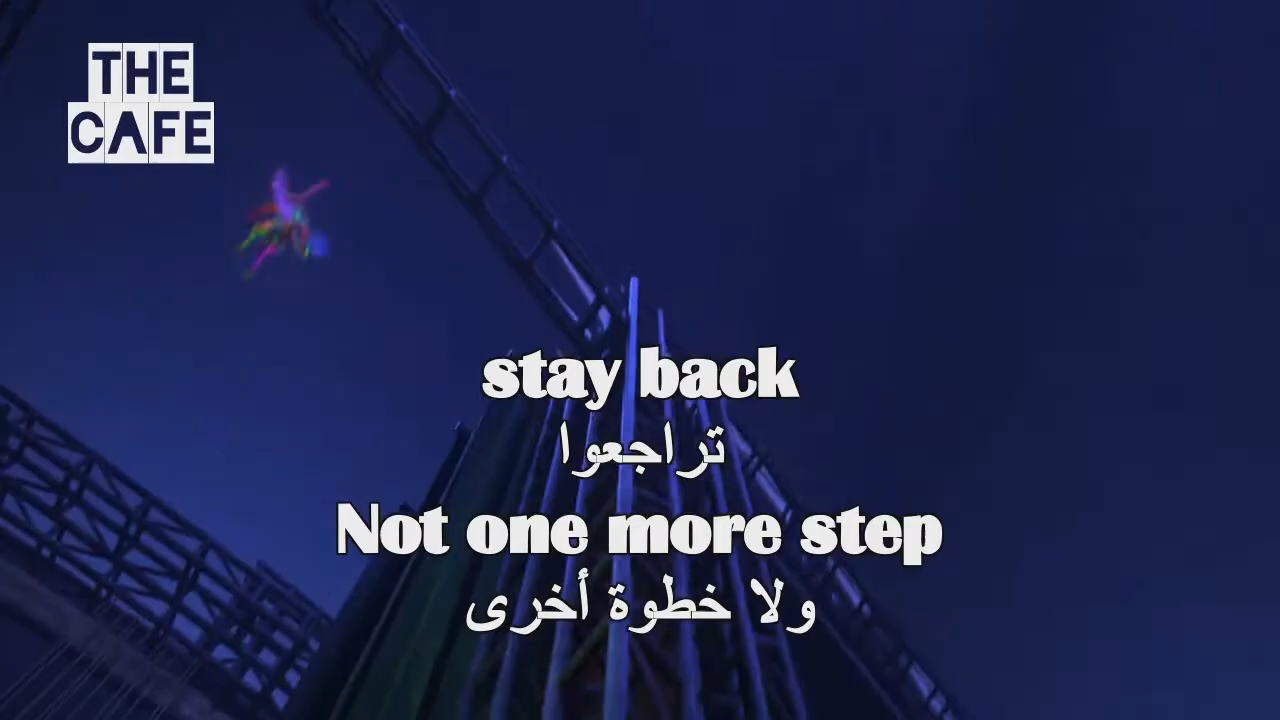 THE
CAFE
stay back
تراجعوا
Not one more step
ولا خطوة أخرى